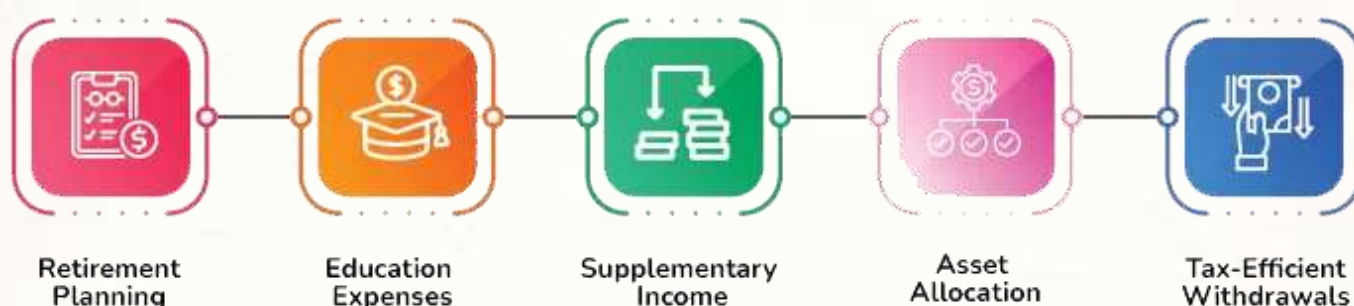 Retirement
Planning
Education
Expenses
Supplementary
Income
Asset
Allocation
Tax-Efficient
Withdrawals